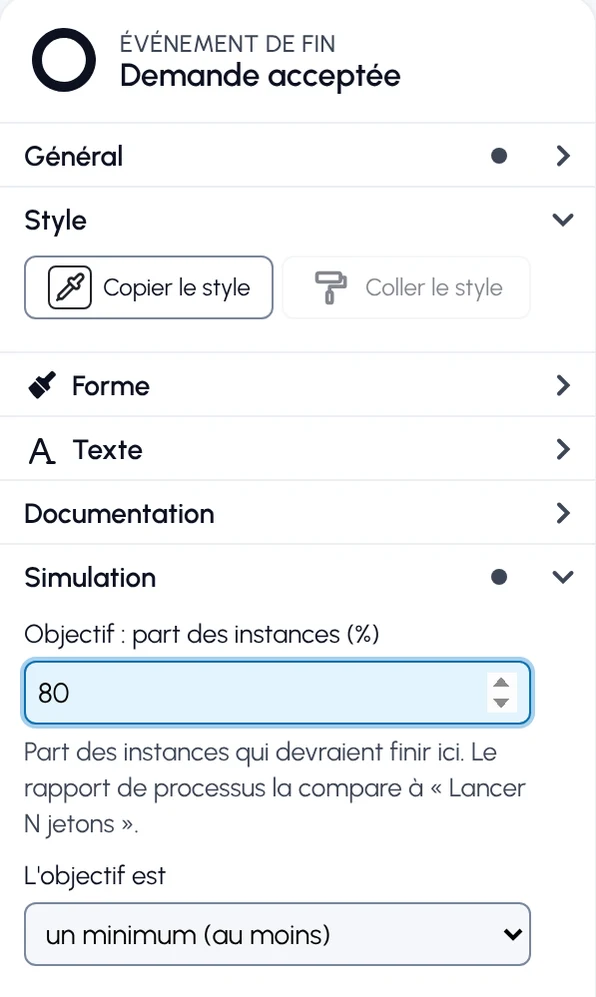 ÉVÉNEMENT DE FIN
Demande acceptée
Général
Style
Copier le style
Coller le style
Forme
Texte
Documentation
Simulation
Objectif : part des instances (%)
80
Part des instances qui devraient finir ici. Le
rapport de processus la compare à « Lancer
N jetons ».
L'objectif est
un minimum (au moins)